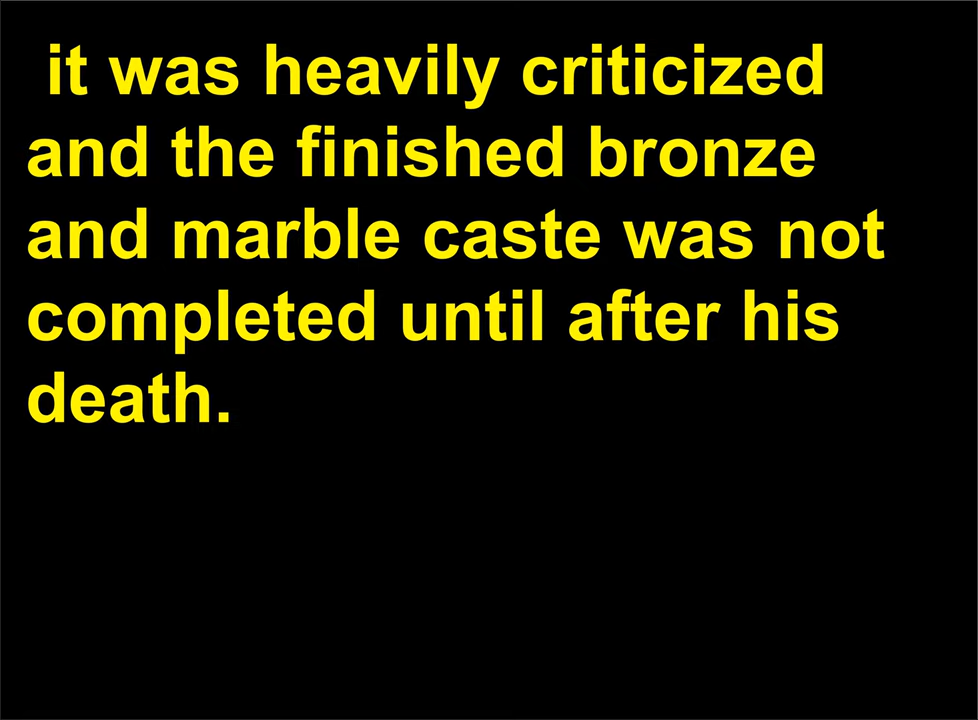 it was heavily criticized
and the finished bronze
and marble caste was not
completed until after his
death.